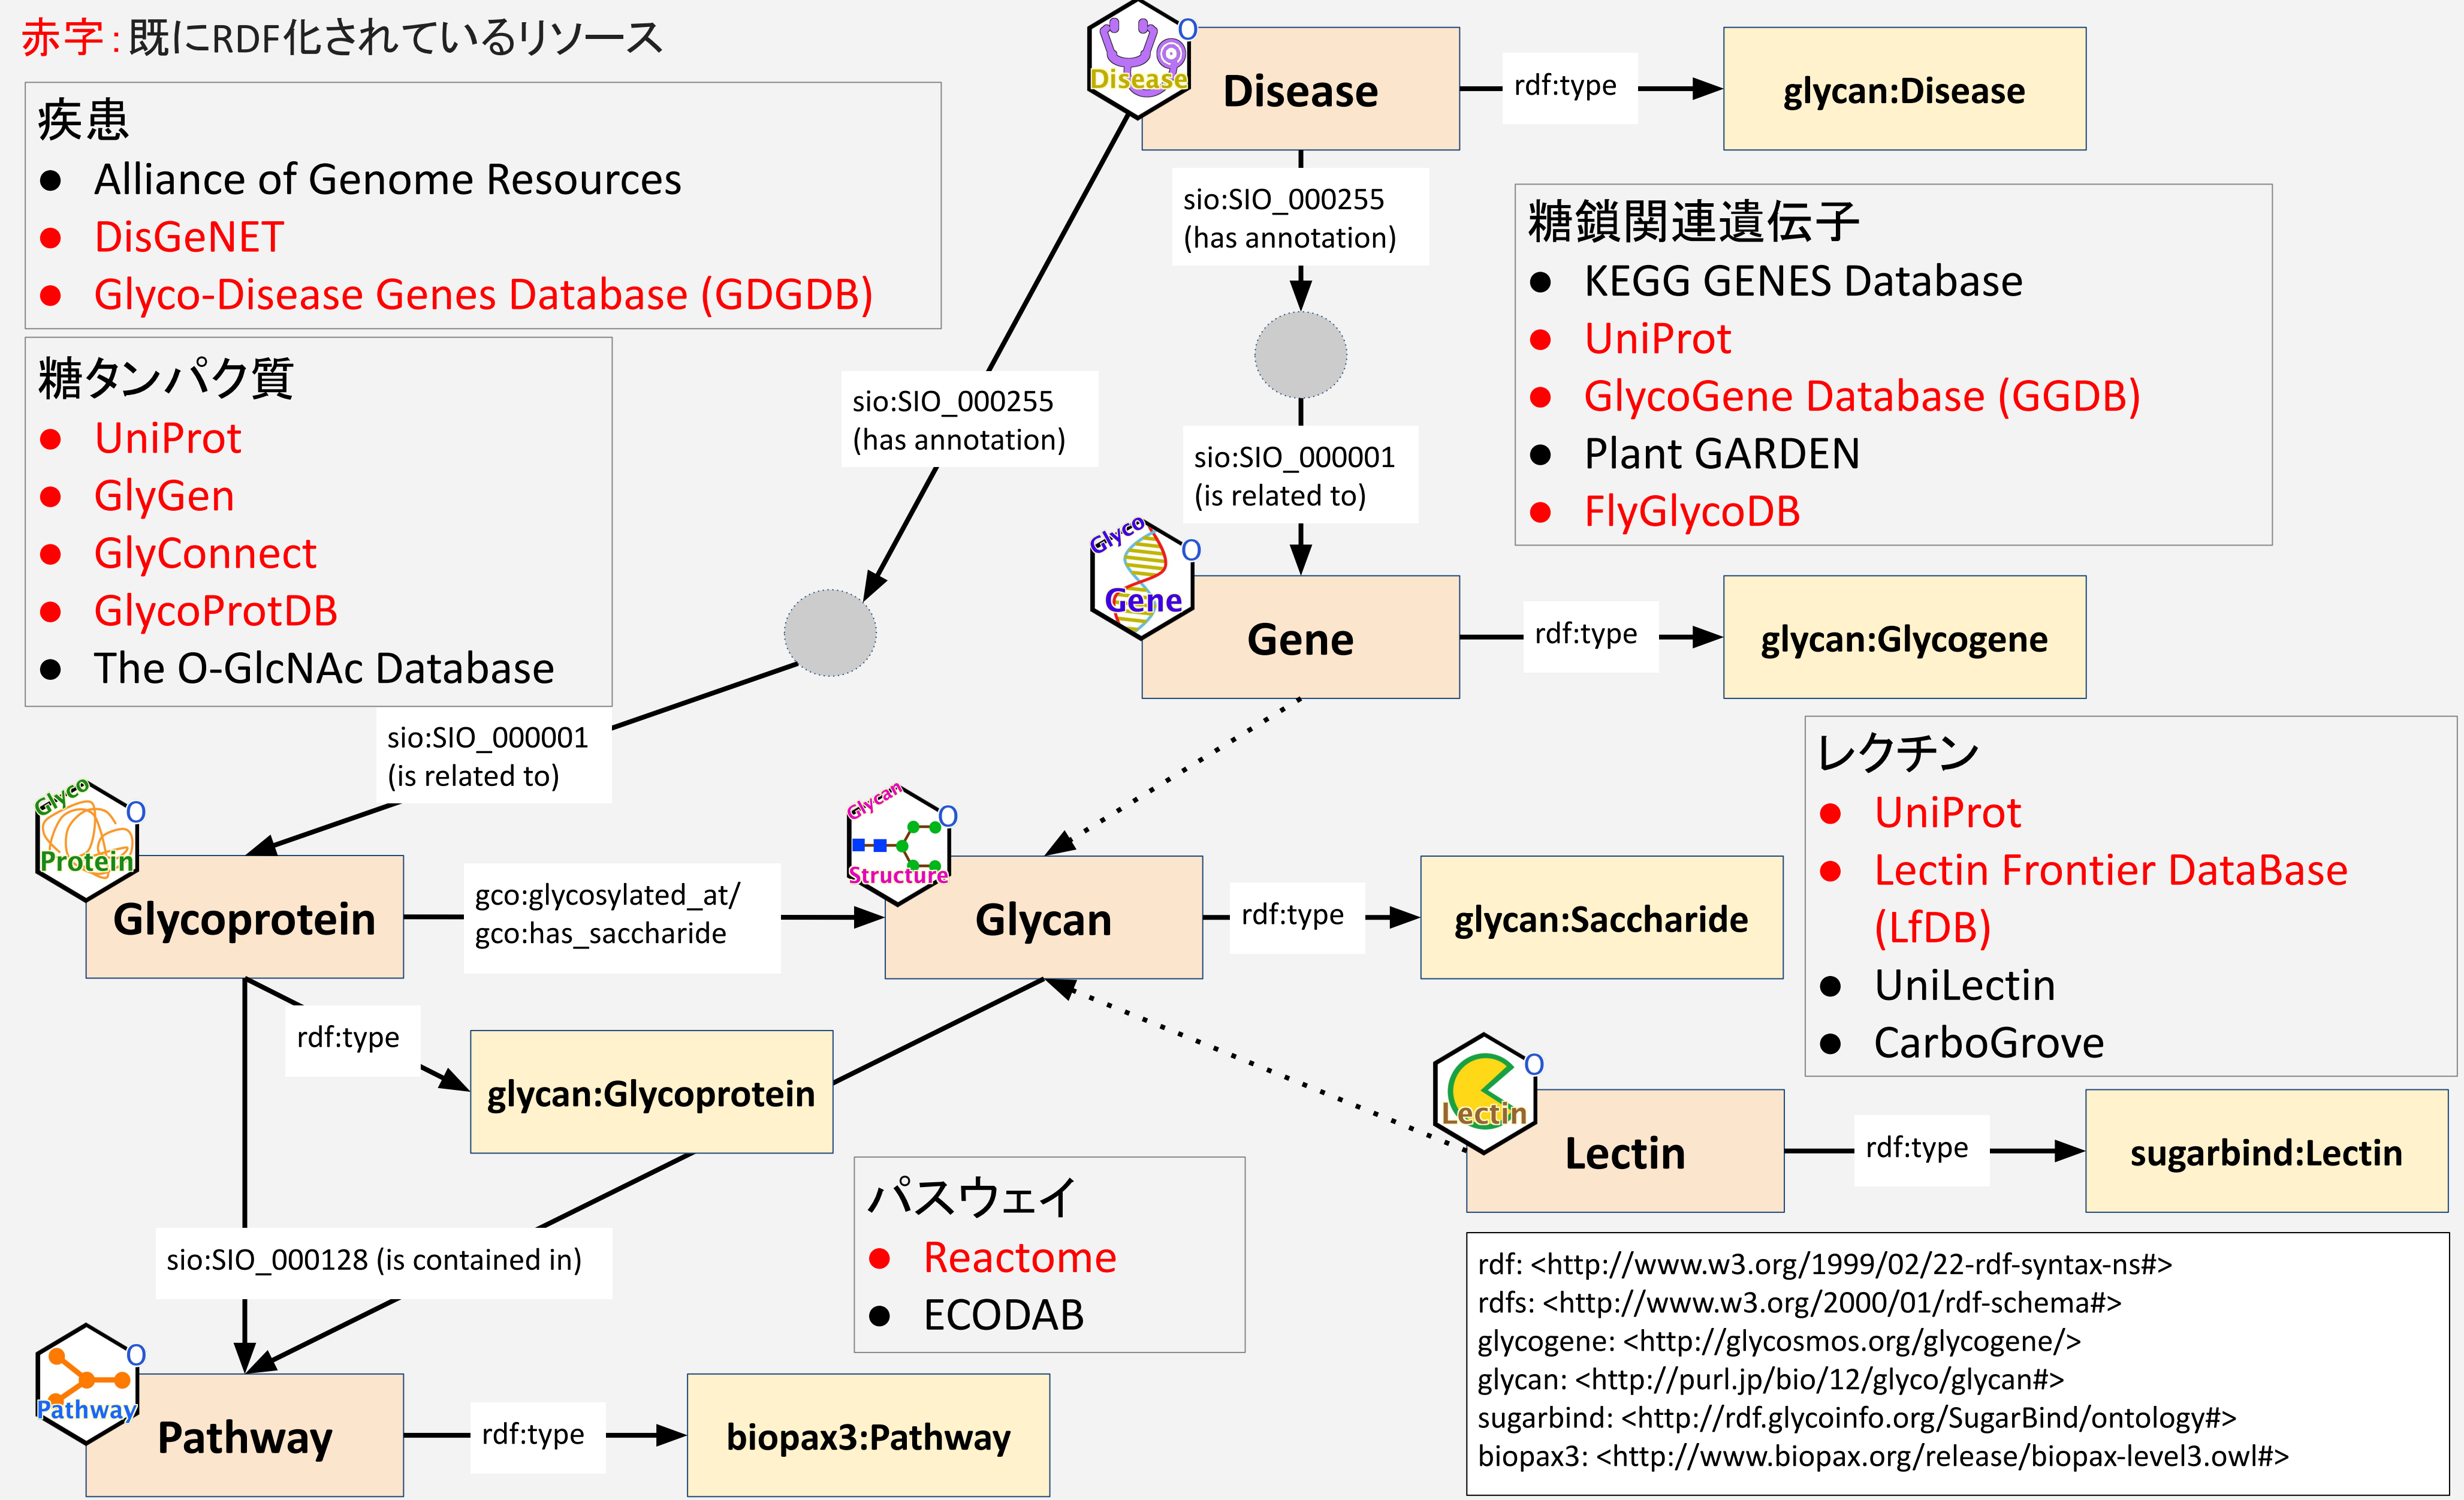 赤字：既にRDF化されているリソース
疾患
● Alliance of Genome Resources
● DisGeNET
● Glyco-Disease Genes Database (GDGDB)
糖タンパク質
● UniProt
● GlyGen
● GlyConnect
● GlycoProtDB
● The O-GlcNAc Database
Disease
O
Disease
rdf:type
glycan:Disease
sio:SIO_000255
(has annotation)
sio:SIO_000255
(has annotation)
糖鎖関連遺伝子
● KEGG GENES Database
● UniProt
● GlycoGene Database (GGDB)
● Plant GARDEN
● FlyGlycoDB
sio:SIO_000001
(is related to)
Glyco
O
Gene
Gene
rdf:type
glycan:Glycogene
sio:SIO_000001
(is related to)
Glyco
O
Protein
Glycoprotein
gco:glycosylated_at/
gco:has_saccharide
Glycan
O
Structure
Glycan
rdf:type
glycan:Saccharide
レクチン
● UniProt
● Lectin Frontier DataBase
(LfDB)
● UniLectin
● CarboGrove
rdf:type
glycan:Glycoprotein
O
Lectin
Lectin
rdf:type
sugarbind:Lectin
sio:SIO_000128 (is contained in)
パスウェイ
● Reactome
● ECODAB
O
Pathway
Pathway
rdf:type
biopax3:Pathway
rdf: <http://www.w3.org/1999/02/22-rdf-syntax-ns#>
rdfs: <http://www.w3.org/2000/01/rdf-schema#>
glycogene: <http://glycosmos.org/glycogene/>
glycan: <http://purl.jp/bio/12/glyco/glycan#>
sugarbind: <http://rdf.glycoinfo.org/SugarBind/ontology#>
biopax3: <http://www.biopax.org/release/biopax-level3.owl#>